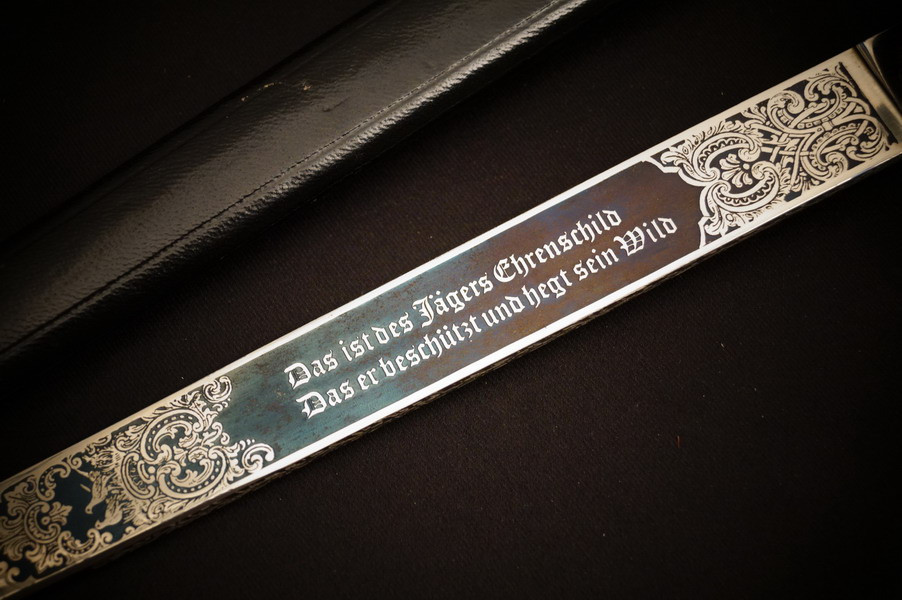 Das ist des Jägers Ehrenschild
Das er beschützt und hegt sein Wild